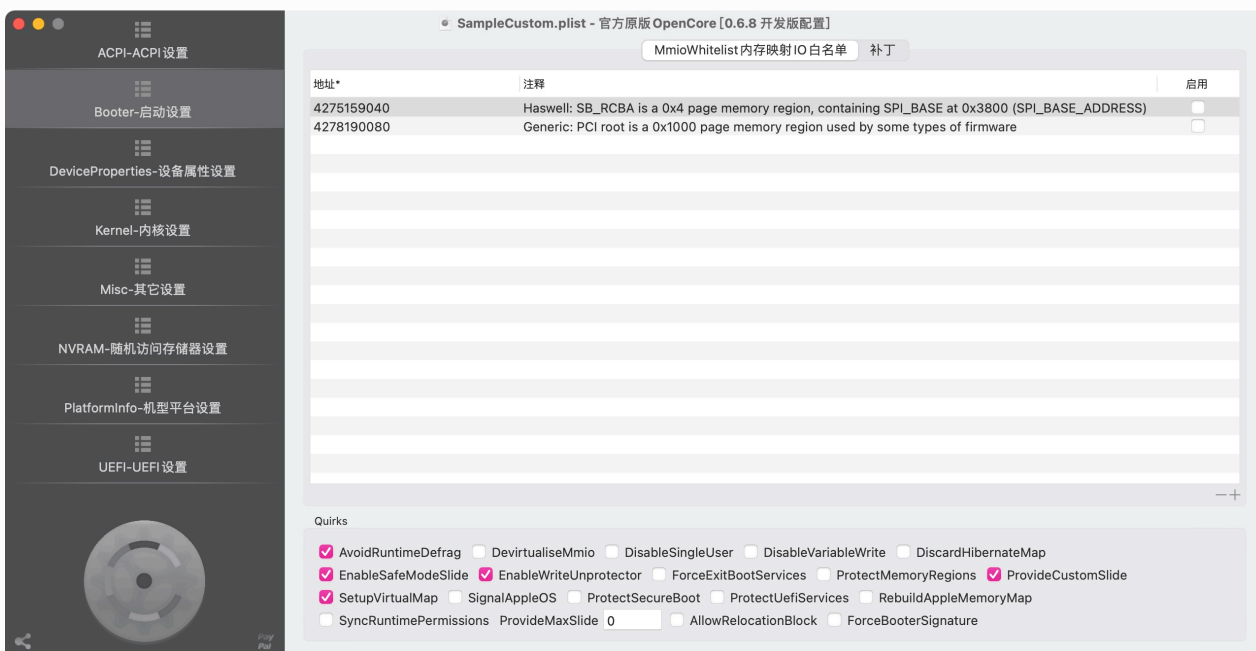 SampleCustom.plist - 官方原版OpenCore [0.6.8 开发版配置]
ACPI-ACPI设置
Booter-启动设置
DeviceProperties-设备属性设置
Kernel-内核设置
Misc-其它设置
NVRAM-随机访问存储器设置
PlatformInfo-机型平台设置
UEFI-UEFI设置
Pay
Pal
MmioWhitelist内存映射IO白名单 补丁
地址* 注释 启用
4275159040 Haswell: SB_RCBA is a 0x4 page memory region, containing SPI_BASE at 0x3800 (SPI_BASE_ADDRESS)
4278190080 Generic: PCI root is a 0x1000 page memory region used by some types of firmware
Quirks
AvoidRuntimeDefrag DevirtualiseMmio DisableSingleUser DisableVariableWrite DiscardHibernateMap
EnableSafeModeSlide EnableWriteUnprotector ForceExitBootServices ProtectMemoryRegions ProvideCustomSlide
SetupVirtualMap SignalAppleOS ProtectSecureBoot ProtectUefiServices RebuildAppleMemoryMap
SyncRuntimePermissions ProvideMaxSlide 0 AllowRelocationBlock ForceBooterSignature